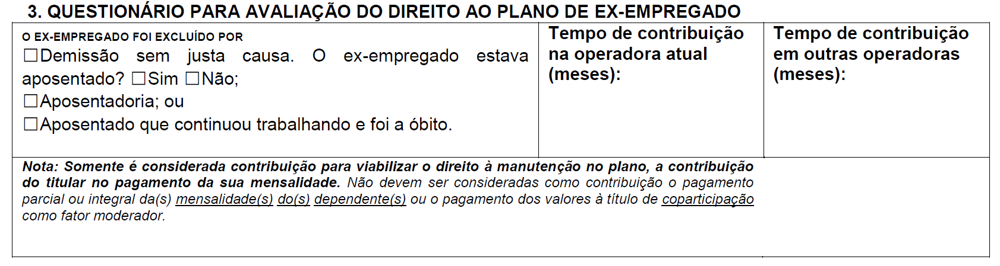 3. QUESTIONÁRIO PARA AVALIAÇÃO DO DIREITO AO PLANO DE EX-EMPREGADO
O EX-EMPREGADO FOI EXCLUÍDO POR
☐Demissão sem justa causa. O ex-empregado estava
aposentado? ☐Sim ☐Não;
☐Aposentadoria; ou
☐Aposentado que continuou trabalhando e foi a óbito.
Tempo de contribuição
na operadora atual
(meses):
Tempo de contribuição
em outras operadoras
(meses):
Nota: Somente é considerada contribuição para viabilizar o direito à manutenção no plano, a contribuição
do titular no pagamento da sua mensalidade. Não devem ser consideradas como contribuição o pagamento
parcial ou integral da(s) mensalidade(s) do(s) dependente(s) ou o pagamento dos valores à título de coparticipação
como fator moderador.